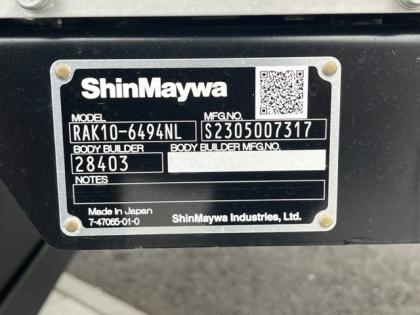 ShinMaywa
MODEL MFG.NO.
RAK10-6494NL S2305007317
BODY BUILDER BODY BUILDER MFG.NO.
28403
NOTES
Made in Japan
7-47065-01-0 ShinMaywa Industries, Ltd.